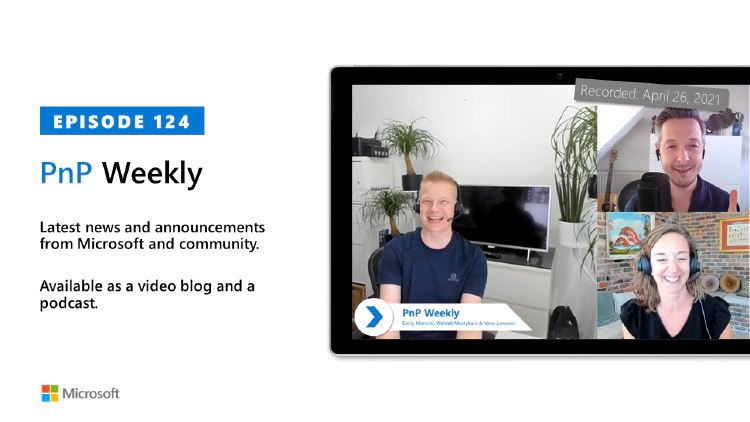 EPISODE 124
PnP Weekly
Latest news and announcements
from Microsoft and community.
Available as a video blog and a
podcast.
Microsoft
Recorded: April 26, 2021
PnP Weekly
Emily Mancini, Waldek Mastykarz & Vesa Juvonen